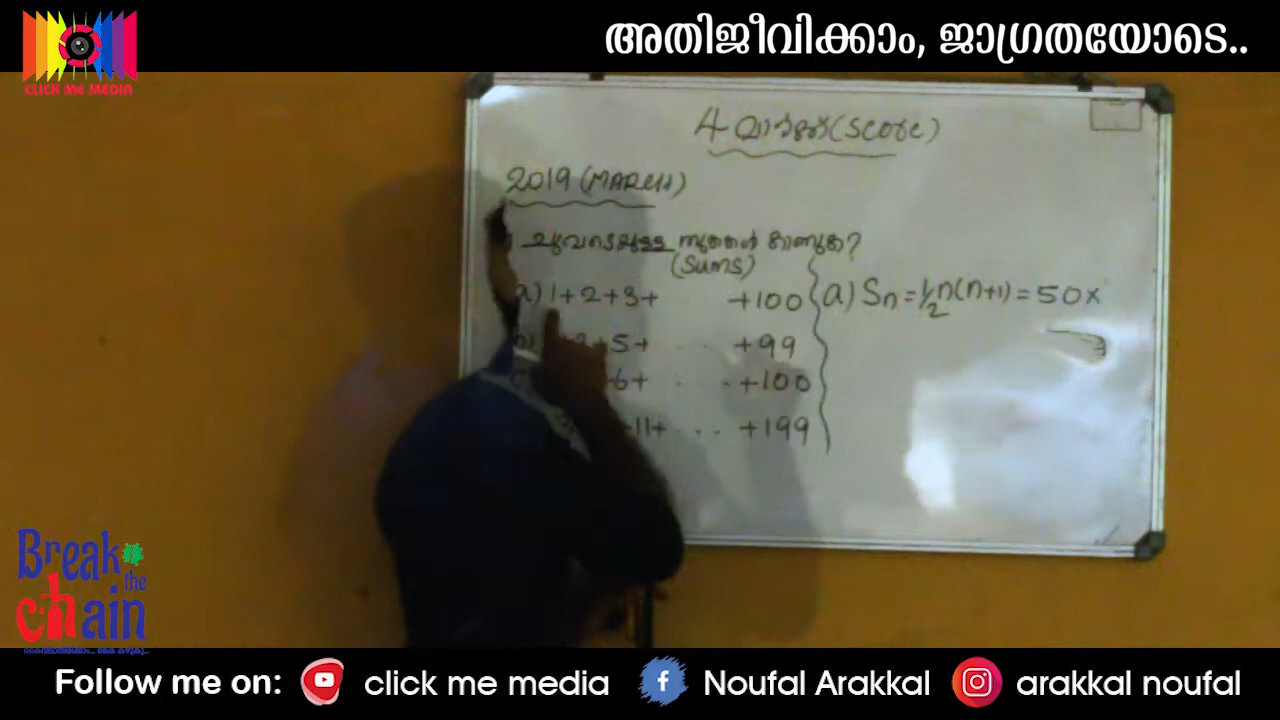 അതിജീവിക്കാം, ജാഗ്രതയോടെ..
CLICK ME MEDIA
4 മാർക്ക് (Score)
2019 (MARCH)
ചുവടെയുള്ള തുകകൾ കാണുക?
(SUMS)
a) 1+2+3+ +100
+5+ . . . +99
6+ . . . +100
+11+ . . . +199
a) Sn = 1/2 n(n+1) = 50×
Break
the
chain
Follow me on: click me media Noufal Arakkal arakkal noufal